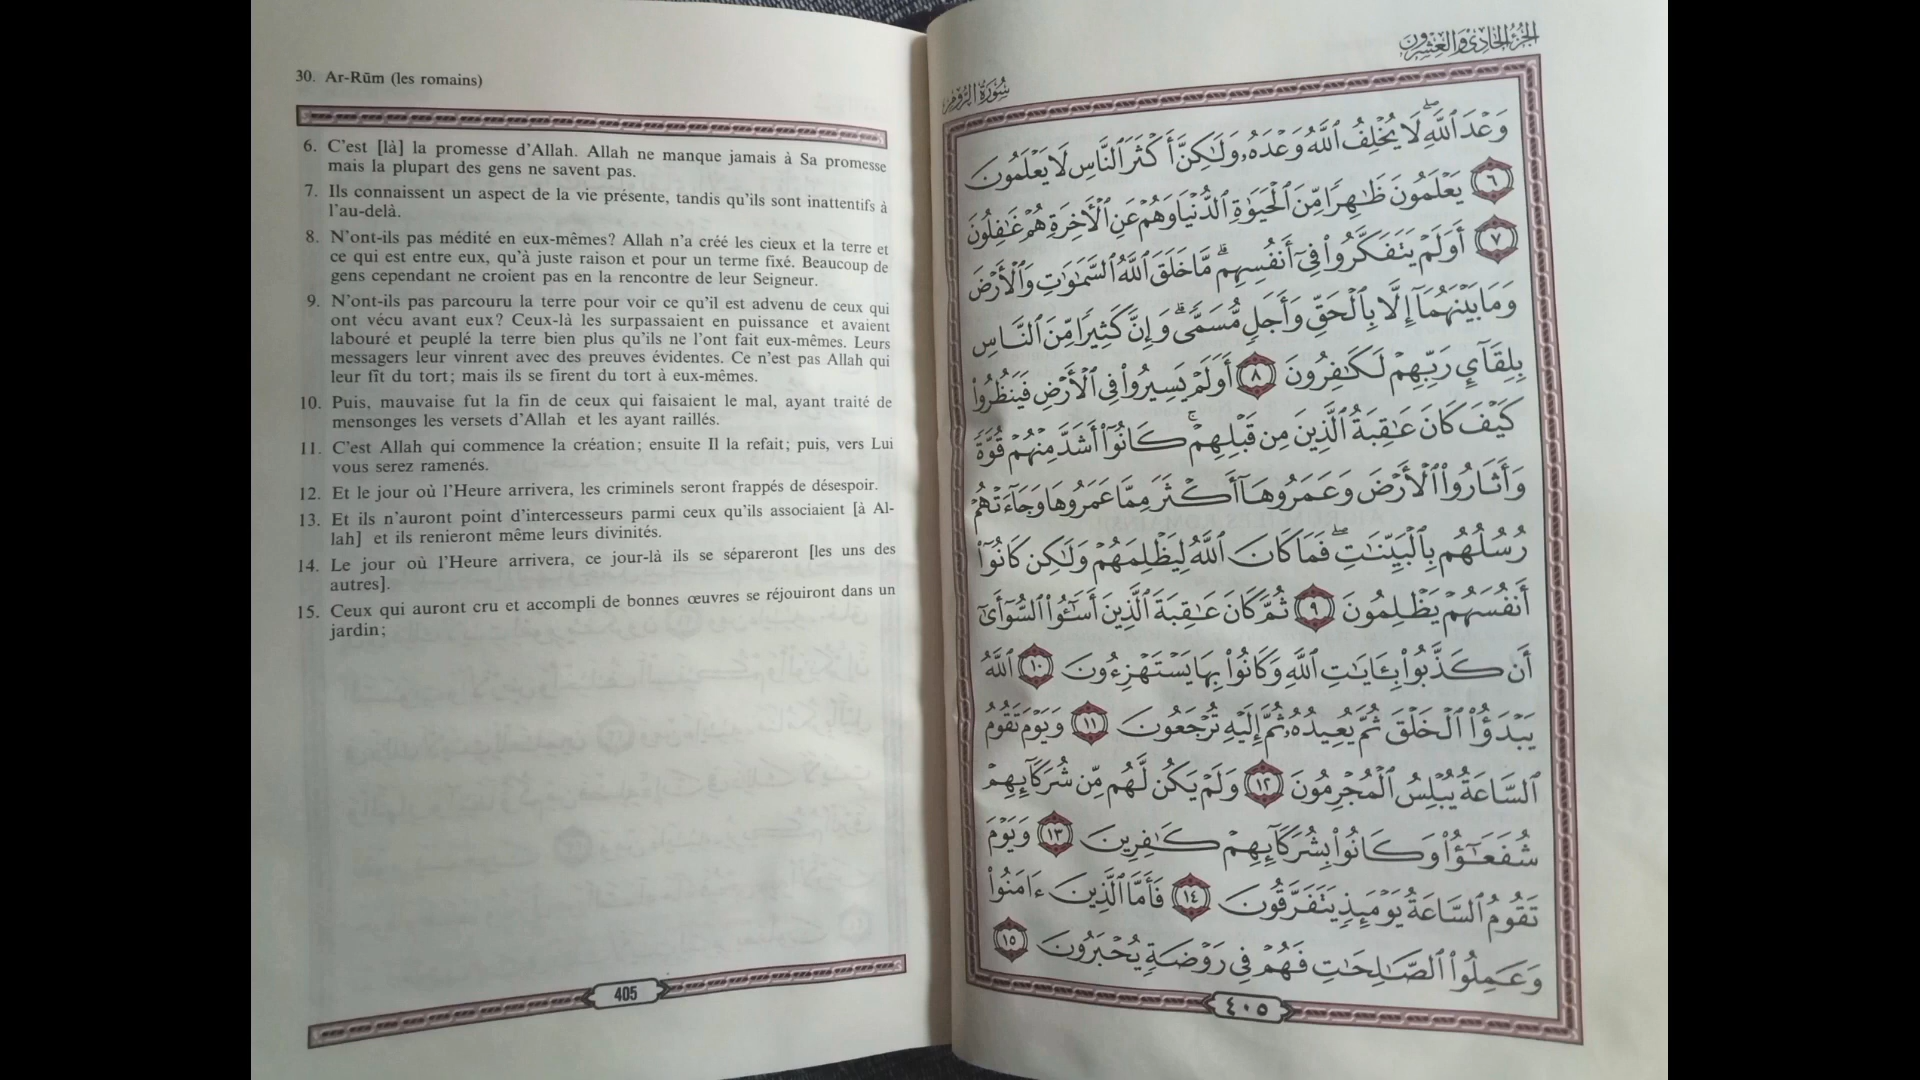 30. Ar-Rūm (les romains)
6. C'est [là] la promesse d'Allah. Allah ne manque jamais à Sa promesse
mais la plupart des gens ne savent pas.
7. Ils connaissent un aspect de la vie présente, tandis qu'ils sont inattentifs à
l'au-delà.
8. N'ont-ils pas médité en eux-mêmes? Allah n'a créé les cieux et la terre et
ce qui est entre eux, qu'à juste raison et pour un terme fixé. Beaucoup de
gens cependant ne croient pas en la rencontre de leur Seigneur.
9. N'ont-ils pas parcouru la terre pour voir ce qu'il est advenu de ceux qui
ont vécu avant eux? Ceux-là les surpassaient en puissance et avaient
labouré et peuplé la terre bien plus qu'ils ne l'ont fait eux-mêmes. Leurs
messagers leur vinrent avec des preuves évidentes. Ce n'est pas Allah qui
leur fît du tort; mais ils se firent du tort à eux-mêmes.
10. Puis, mauvaise fut la fin de ceux qui faisaient le mal, ayant traité de
mensonges les versets d'Allah et les ayant raillés.
11. C'est Allah qui commence la création; ensuite Il la refait; puis, vers Lui
vous serez ramenés.
12. Et le jour où l'Heure arrivera, les criminels seront frappés de désespoir.
13. Et ils n'auront point d'intercesseurs parmi ceux qu'ils associaient [à Al-
lah] et ils renieront même leurs divinités.
14. Le jour où l'Heure arrivera, ce jour-là ils se sépareront [les uns des
autres].
15. Ceux qui auront cru et accompli de bonnes œuvres se réjouiront dans un
jardin;
405
الجزء الحادي والعشرون
سورة الروم
وَعْدَ ٱللَّهِۖ لَا يُخْلِفُ ٱللَّهُ وَعْدَهُۥ وَلَٰكِنَّ أَكْثَرَ ٱلنَّاسِ لَا يَعْلَمُونَ
٦ يَعْلَمُونَ ظَٰهِرًا مِّنَ ٱلْحَيَوٰةِ ٱلدُّنْيَا وَهُمْ عَنِ ٱلْأَخِرَةِ هُمْ غَٰفِلُونَ
٧ أَوَلَمْ يَتَفَكَّرُوا۟ فِىٓ أَنفُسِهِمۗ مَّا خَلَقَ ٱللَّهُ ٱلسَّمَٰوَٰتِ وَٱلْأَرْضَ
وَمَا بَيْنَهُمَآ إِلَّا بِٱلْحَقِّ وَأَجَلٍ مُّسَمًّىۗ وَإِنَّ كَثِيرًا مِّنَ ٱلنَّاسِ
بِلِقَآئِ رَبِّهِمْ لَكَٰفِرُونَ ٨ أَوَلَمْ يَسِيرُوا۟ فِى ٱلْأَرْضِ فَيَنظُرُوا۟
كَيْفَ كَانَ عَٰقِبَةُ ٱلَّذِينَ مِن قَبْلِهِمْۚ كَانُوٓا۟ أَشَدَّ مِنْهُمْ قُوَّةً
وَأَثَارُوا۟ ٱلْأَرْضَ وَعَمَرُوهَآ أَكْثَرَ مِمَّا عَمَرُوهَا وَجَآءَتْهُمْ
رُسُلُهُم بِٱلْبَيِّنَٰتِۖ فَمَا كَانَ ٱللَّهُ لِيَظْلِمَهُمْ وَلَٰكِن كَانُوٓا۟
أَنفُسَهُمْ يَظْلِمُونَ ٩ ثُمَّ كَانَ عَٰقِبَةَ ٱلَّذِينَ أَسَٰٓـُٔوا۟ ٱلسُّوٓأَىٰٓ
أَن كَذَّبُوا۟ بِـَٔايَٰتِ ٱللَّهِ وَكَانُوا۟ بِهَا يَسْتَهْزِءُونَ ١٠ ٱللَّهُ
يَبْدَؤُا۟ ٱلْخَلْقَ ثُمَّ يُعِيدُهُۥ ثُمَّ إِلَيْهِ تُرْجَعُونَ ١١ وَيَوْمَ تَقُومُ
ٱلسَّاعَةُ يُبْلِسُ ٱلْمُجْرِمُونَ ١٢ وَلَمْ يَكُن لَّهُم مِّن شُرَكَآئِهِمْ
شُفَعَٰٓؤُا۟ وَكَانُوا۟ بِشُرَكَآئِهِمْ كَٰفِرِينَ ١٣ وَيَوْمَ
تَقُومُ ٱلسَّاعَةُ يَوْمَئِذٍ يَتَفَرَّقُونَ ١٤ فَأَمَّا ٱلَّذِينَ ءَامَنُوا۟
وَعَمِلُوا۟ ٱلصَّٰلِحَٰتِ فَهُمْ فِى رَوْضَةٍ يُحْبَرُونَ ١٥
٤٠٥